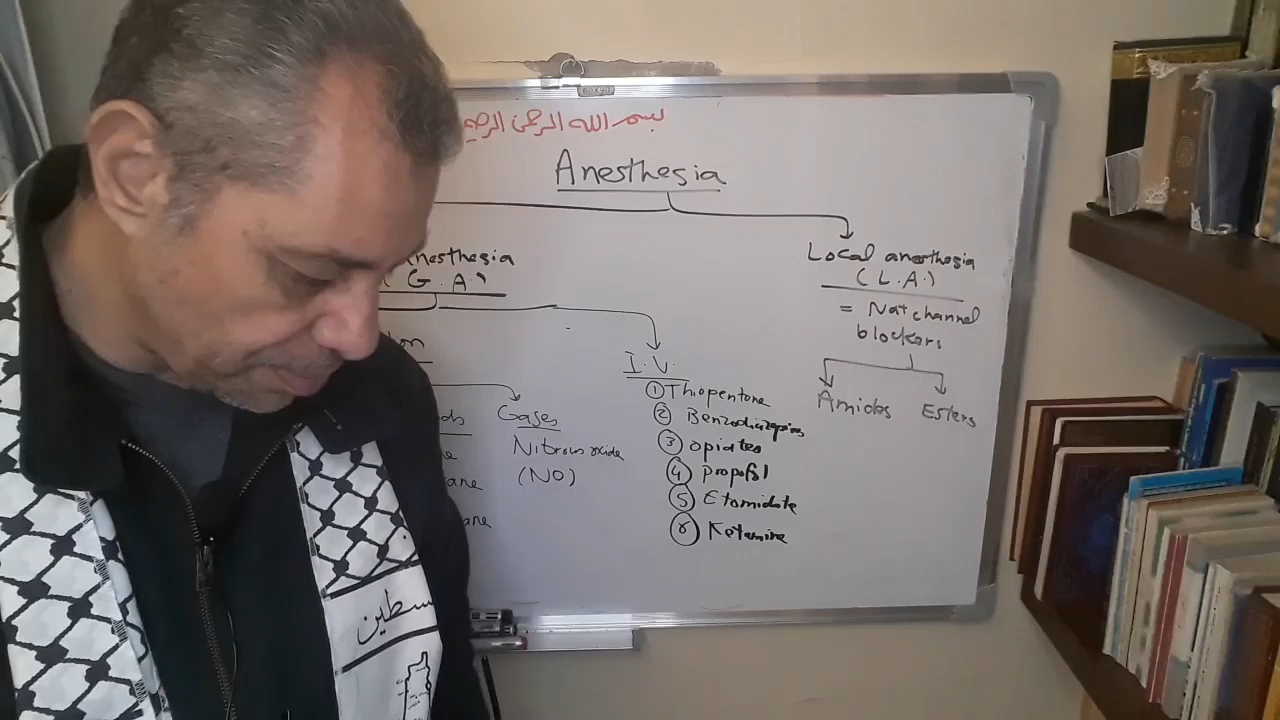 بسم الله الرحمن الرحيم
Anesthesia
Anesthesia
(G.A.)
Local anesthesia
(L.A.)
= Na+ channel
blockers
Amides
Esters
I.V.
① Thiopentone
② Benzodiazepines
③ opiates
④ propofol
⑤ Etomidate
⑥ Ketamine
Gases
Nitrous oxide
(NO)